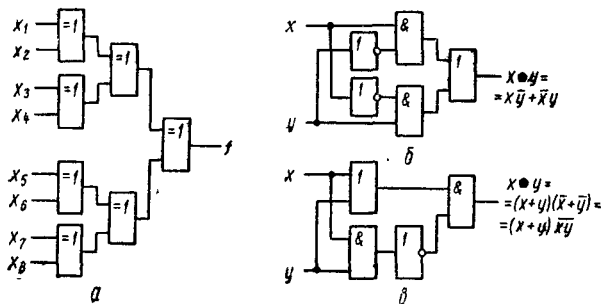 x₁
x₂
x₃
x₄
x₅
x₆
x₇
x₈
=1
=1
=1
=1
=1
=1
=1
f
а
x
y
1
1
&
&
1
x⊕y=
=xȳ+x̄y
б
x
y
1
&
1
&
x⊕y=
=(x+y)(x̄+ȳ)=
=(x+y)x̅y̅
в